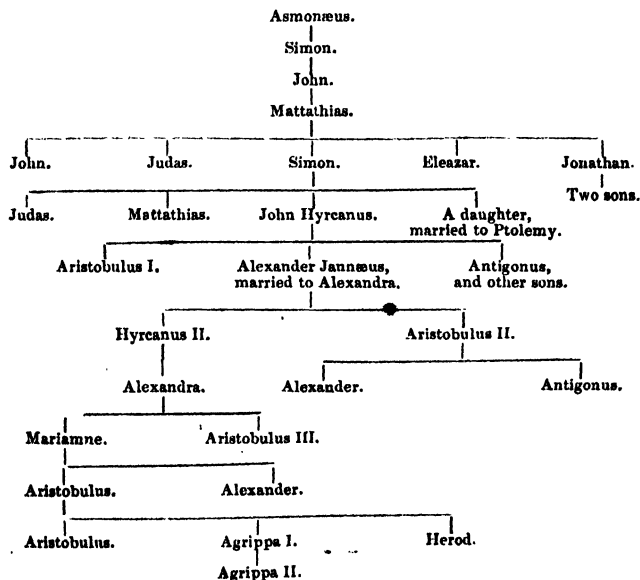 Asmonæus.
Simon.
John.
Mattathias.
John. Judas. Simon. Eleazar. Jonathan.
Two sons.
Judas. Mattathias. John Hyrcanus. A daughter,
married to Ptolemy.
Aristobulus I. Alexander Jannæus, Antigonus,
married to Alexandra. and other sons.
Hyrcanus II. Aristobulus II.
Alexandra. Alexander. Antigonus.
Mariamne. Aristobulus III.
Aristobulus. Alexander.
Aristobulus. Agrippa I. Herod.
Agrippa II.